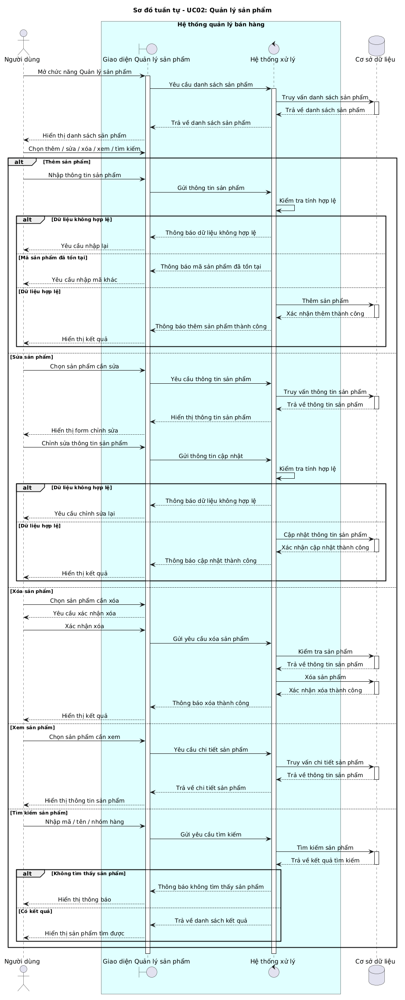 Sơ đồ tuần tự - UC02: Quản lý sản phẩm
Hệ thống quản lý bán hàng
Người dùng
Giao diện Quản lý sản phẩm
Hệ thống xử lý
Cơ sở dữ liệu
Mở chức năng Quản lý sản phẩm
Yêu cầu danh sách sản phẩm
Truy vấn danh sách sản phẩm
Trả về danh sách sản phẩm
Trả về danh sách sản phẩm
Hiển thị danh sách sản phẩm
Chọn thêm / sửa / xóa / xem / tìm kiếm
alt [Thêm sản phẩm]
Nhập thông tin sản phẩm
Gửi thông tin sản phẩm
Kiểm tra tính hợp lệ
alt [Dữ liệu không hợp lệ]
Thông báo dữ liệu không hợp lệ
Yêu cầu nhập lại
[Mã sản phẩm đã tồn tại]
Thông báo mã sản phẩm đã tồn tại
Yêu cầu nhập mã khác
[Dữ liệu hợp lệ]
Thêm sản phẩm
Xác nhận thêm thành công
Thông báo thêm sản phẩm thành công
Hiển thị kết quả
[Sửa sản phẩm]
Chọn sản phẩm cần sửa
Yêu cầu thông tin sản phẩm
Truy vấn thông tin sản phẩm
Trả về thông tin sản phẩm
Hiển thị thông tin sản phẩm
Hiển thị form chỉnh sửa
Chỉnh sửa thông tin sản phẩm
Gửi thông tin cập nhật
Kiểm tra tính hợp lệ
alt [Dữ liệu không hợp lệ]
Thông báo dữ liệu không hợp lệ
Yêu cầu chỉnh sửa lại
[Dữ liệu hợp lệ]
Cập nhật thông tin sản phẩm
Xác nhận cập nhật thành công
Thông báo cập nhật thành công
Hiển thị kết quả
[Xóa sản phẩm]
Chọn sản phẩm cần xóa
Yêu cầu xác nhận xóa
Xác nhận xóa
Gửi yêu cầu xóa sản phẩm
Kiểm tra sản phẩm
Trả về thông tin sản phẩm
Xóa sản phẩm
Xác nhận xóa thành công
Thông báo xóa thành công
Hiển thị kết quả
[Xem sản phẩm]
Chọn sản phẩm cần xem
Yêu cầu chi tiết sản phẩm
Truy vấn chi tiết sản phẩm
Trả về thông tin sản phẩm
Trả về chi tiết sản phẩm
Hiển thị thông tin sản phẩm
[Tìm kiếm sản phẩm]
Nhập mã / tên / nhóm hàng
Gửi yêu cầu tìm kiếm
Tìm kiếm sản phẩm
Trả về kết quả tìm kiếm
alt [Không tìm thấy sản phẩm]
Thông báo không tìm thấy sản phẩm
Hiển thị thông báo
[Có kết quả]
Trả về danh sách kết quả
Hiển thị sản phẩm tìm được
Người dùng
Giao diện Quản lý sản phẩm
Hệ thống xử lý
Cơ sở dữ liệu